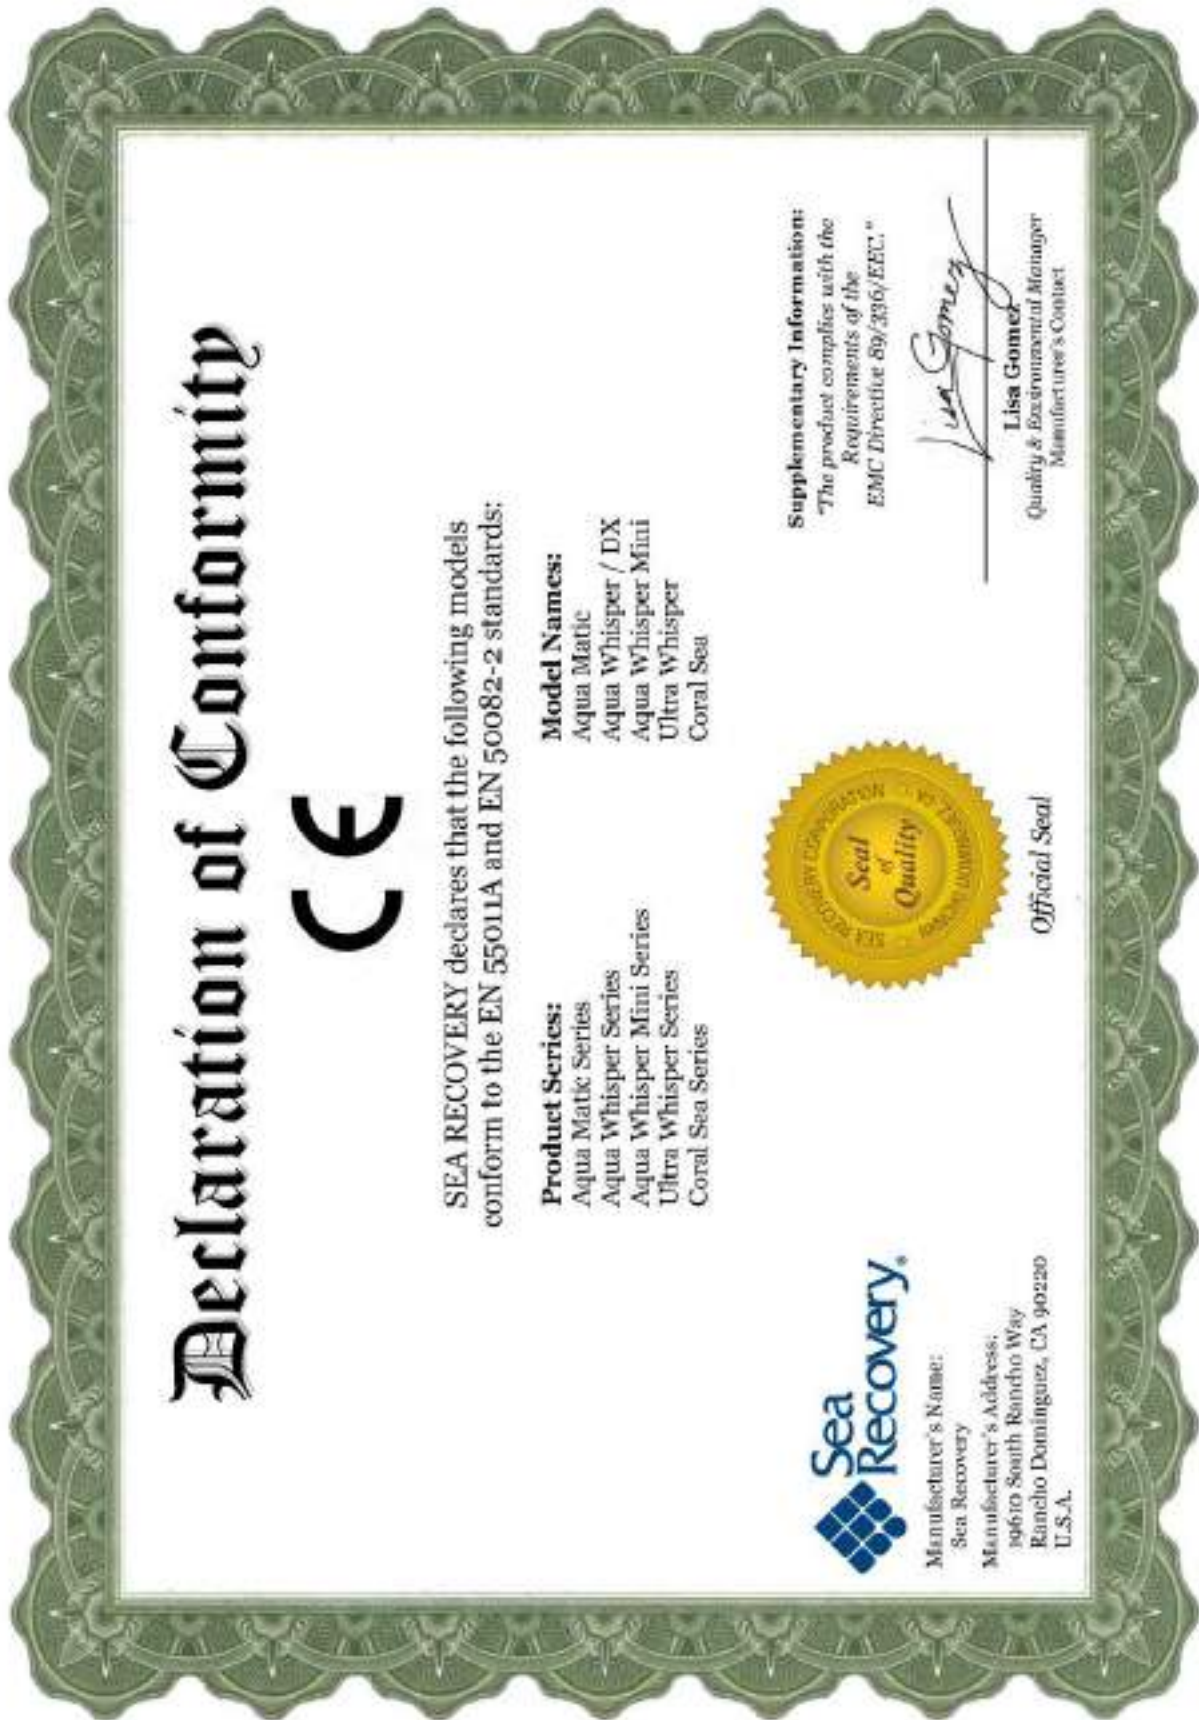 Declaration of Conformity
CE
SEA RECOVERY declares that the following models
conform to the EN 55011A and EN 50082-2 standards:
Product Series:
Aqua Matic Series
Aqua Whisper Series
Aqua Whisper Mini Series
Ultra Whisper Series
Coral Sea Series
Model Names:
Aqua Matic
Aqua Whisper / DX
Aqua Whisper Mini
Ultra Whisper
Coral Sea
Sea
Recovery®
Manufacturer's Name:
Sea Recovery
Manufacturer's Address:
19610 South Rancho Way
Rancho Dominguez, CA 90220
U.S.A.
SEA RECOVERY CORPORATION
Seal
of
Quality
Official Seal
Supplementary Information:
"The product complies with the
Requirements of the
EMC Directive 89/336/EEC."
Lisa Gomez
Lisa Gomez
Quality & Environmental Manager
Manufacturer's Contact